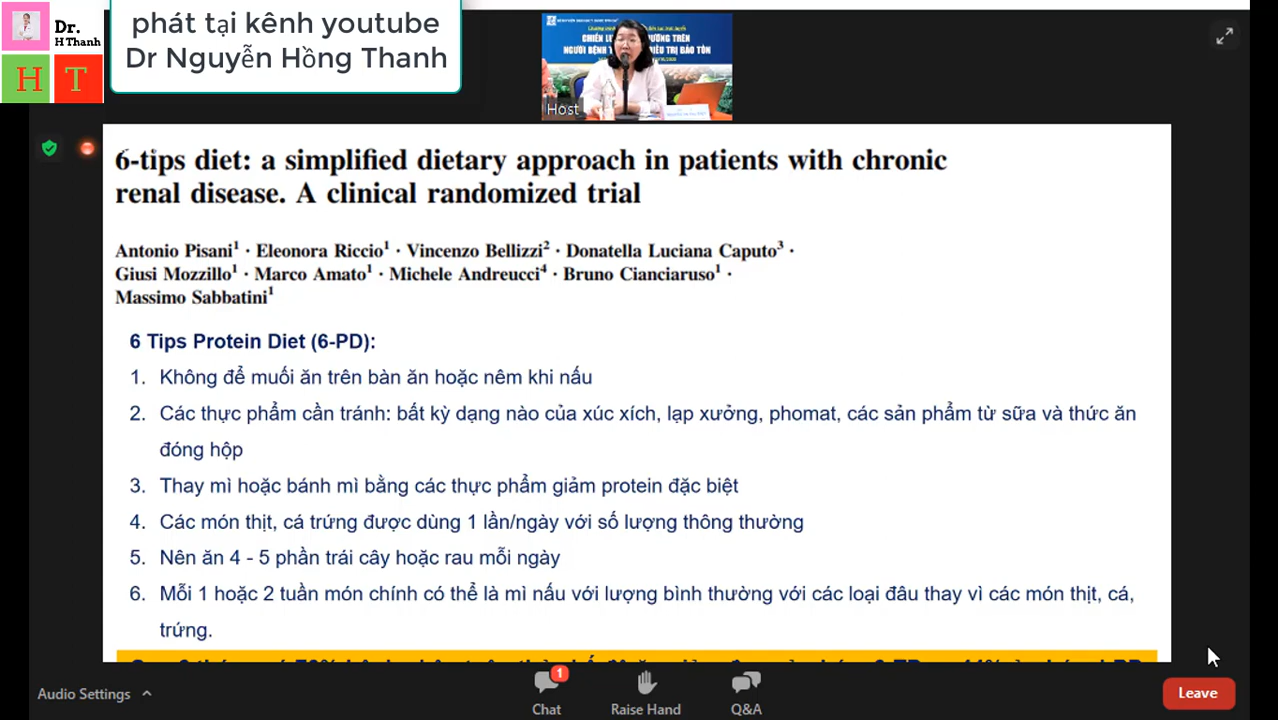 Dr.
H Thanh
H T
phát tại kênh youtube
Dr Nguyễn Hồng Thanh
NGƯỜI BỆNH
ĐIỀU TRỊ BẢO TỒN
Host
6-tips diet: a simplified dietary approach in patients with chronic
renal disease. A clinical randomized trial
Antonio Pisani¹ · Eleonora Riccio¹ · Vincenzo Bellizzi² · Donatella Luciana Caputo³ ·
Giusi Mozzillo¹ · Marco Amato¹ · Michele Andreucci⁴ · Bruno Cianciaruso¹ ·
Massimo Sabbatini¹
6 Tips Protein Diet (6-PD):
1. Không để muối ăn trên bàn ăn hoặc nêm khi nấu
2. Các thực phẩm cần tránh: bất kỳ dạng nào của xúc xích, lạp xưởng, phomat, các sản phẩm từ sữa và thức ăn
đóng hộp
3. Thay mì hoặc bánh mì bằng các thực phẩm giảm protein đặc biệt
4. Các món thịt, cá trứng được dùng 1 lần/ngày với số lượng thông thường
5. Nên ăn 4 - 5 phần trái cây hoặc rau mỗi ngày
6. Mỗi 1 hoặc 2 tuần món chính có thể là mì nấu với lượng bình thường với các loại đâu thay vì các món thịt, cá,
trứng.
Audio Settings
1
Chat
Raise Hand
Q&A
Leave